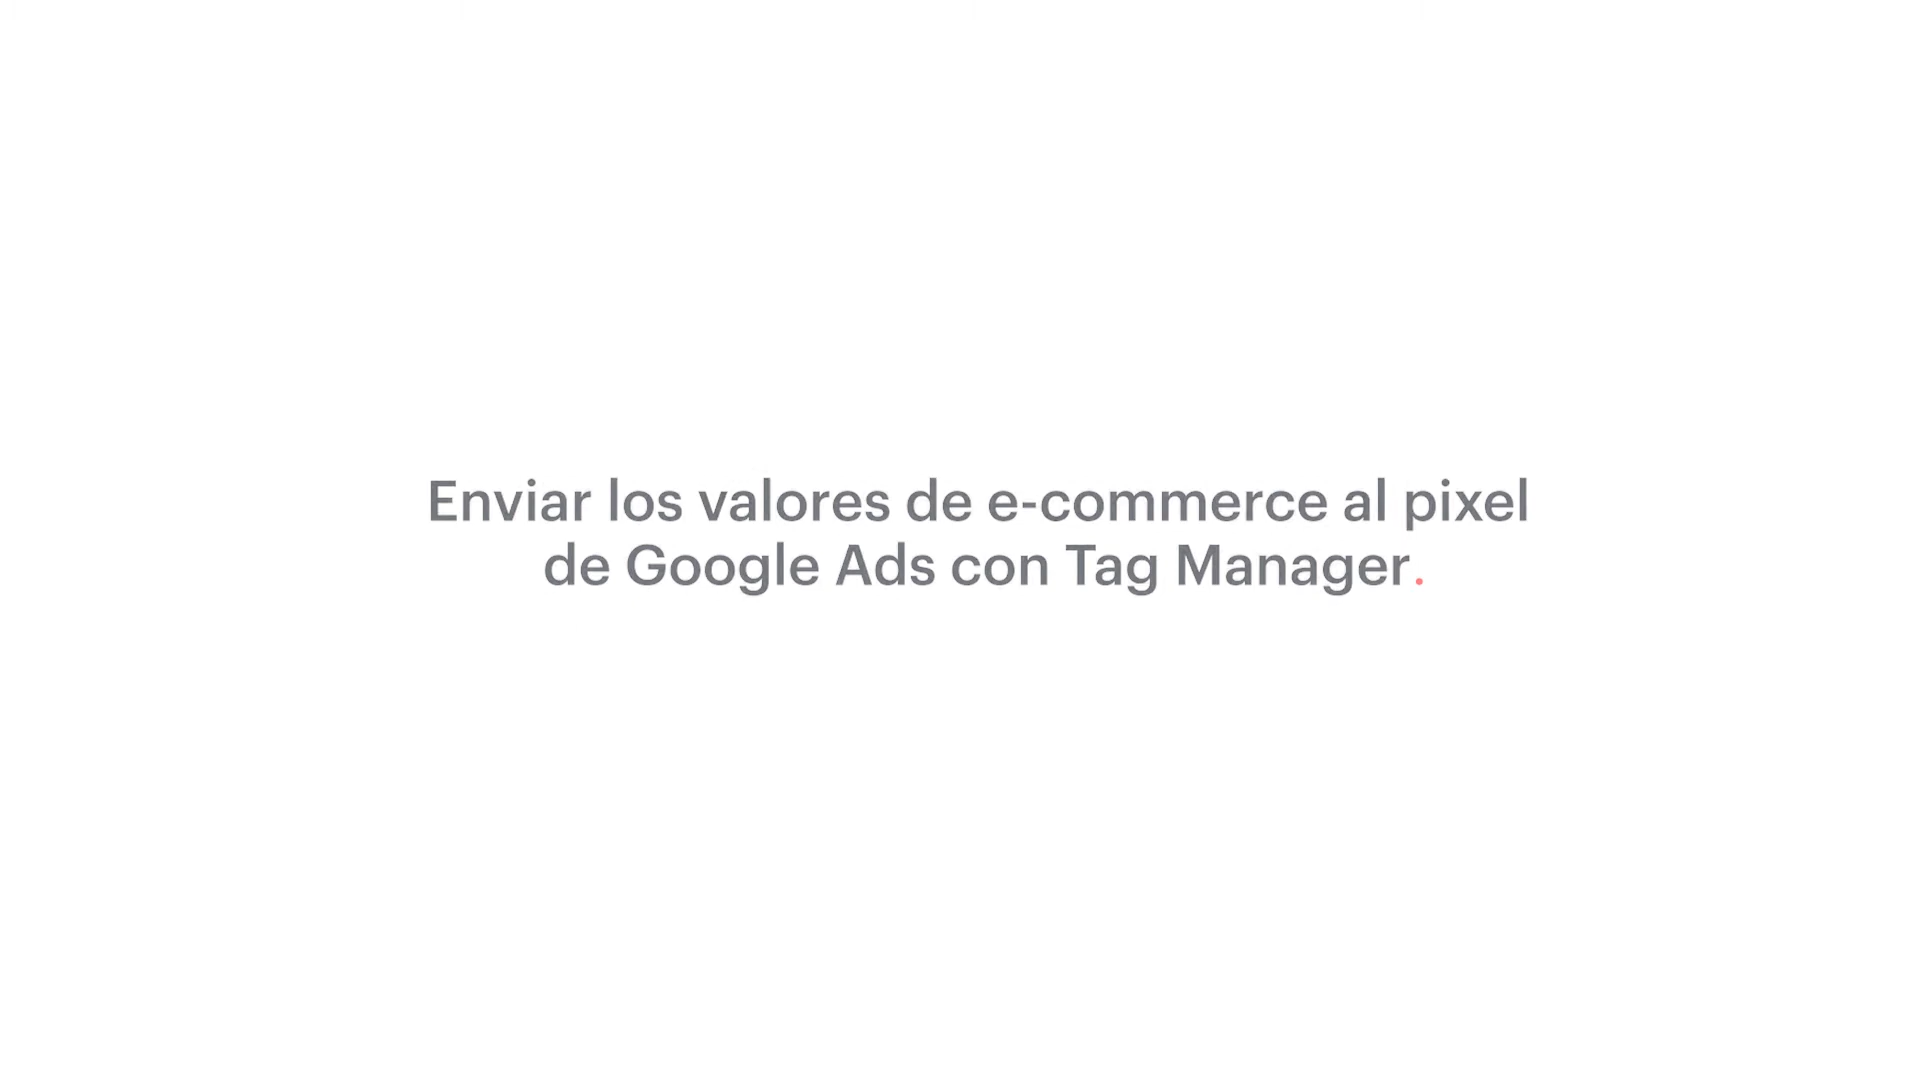 Enviar los valores de e-commerce al pixel
de Google Ads con Tag Manager.